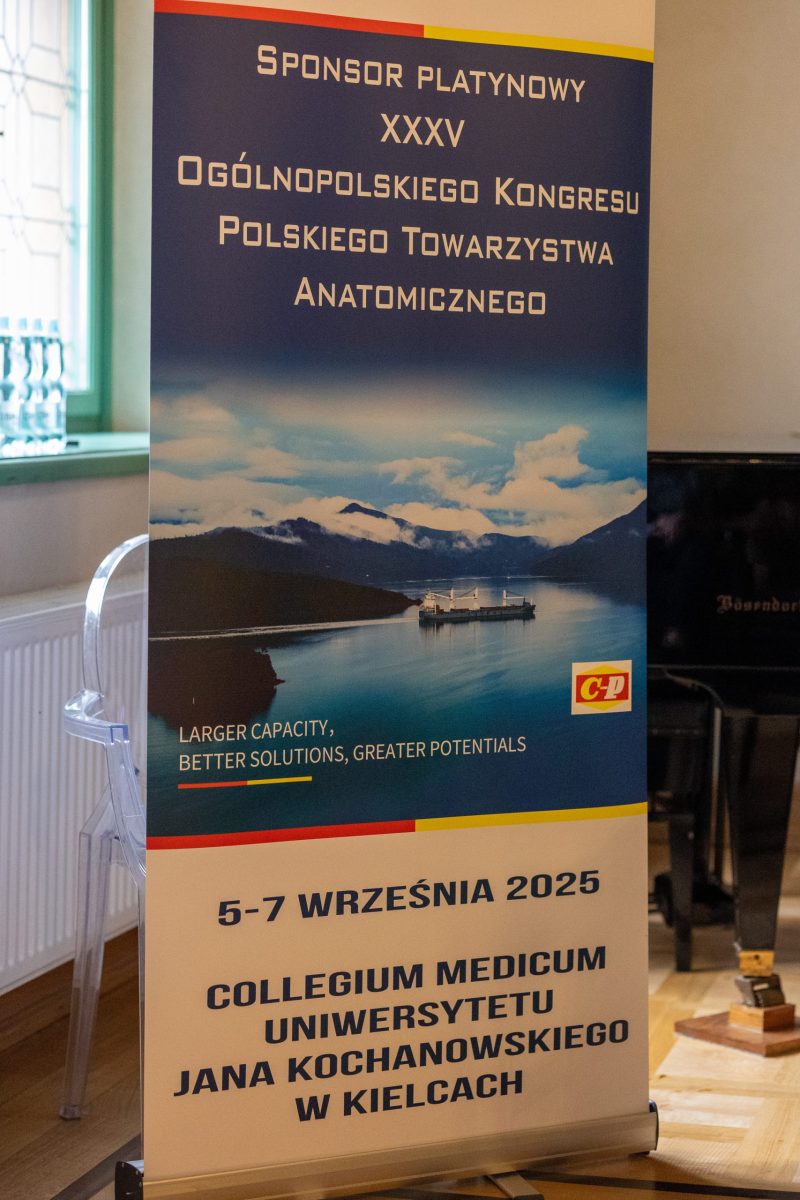 SPONSOR PLATYNOWY
XXXV
OGÓLNOPOLSKIEGO KONGRESU
POLSKIEGO TOWARZYSTWA
ANATOMICZNEGO
C-P
LARGER CAPACITY,
BETTER SOLUTIONS, GREATER POTENTIALS
5-7 WRZEŚNIA 2025
COLLEGIUM MEDICUM
UNIWERSYTETU
JANA KOCHANOWSKIEGO
W KIELCACH
Bösendor